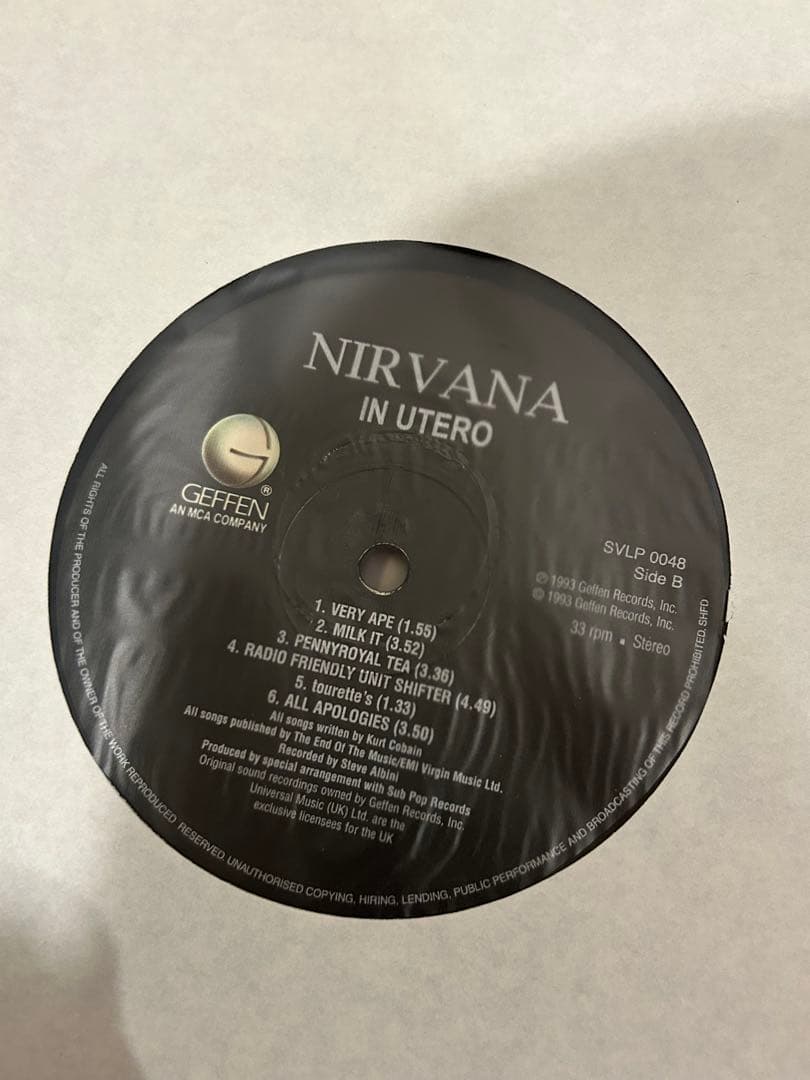 NIRVANA
IN UTERO
G
GEFFEN®
AN MCA COMPANY
SVLP 0048
Side B
℗ 1993 Geffen Records, Inc.
© 1993 Geffen Records, Inc.
33 rpm ▪ Stereo
1. VERY APE (1.55)
2. MILK IT (3.52)
3. PENNYROYAL TEA (3.36)
4. RADIO FRIENDLY UNIT SHIFTER (4.49)
5. tourette's (1.33)
6. ALL APOLOGIES (3.50)
All songs written by Kurt Cobain
All songs published by The End Of The Music/EMI Virgin Music Ltd.
Recorded by Steve Albini
Produced by special arrangement with Sub Pop Records
Original sound recordings owned by Geffen Records, Inc.
Universal Music (UK) Ltd. are the
exclusive licensees for the UK
ALL RIGHTS OF THE PRODUCER AND OF THE OWNER OF THE WORK REPRODUCED RESERVED. UNAUTHORISED COPYING, HIRING, LENDING, PUBLIC PERFORMANCE AND BROADCASTING OF THIS RECORD PROHIBITED. SHFD